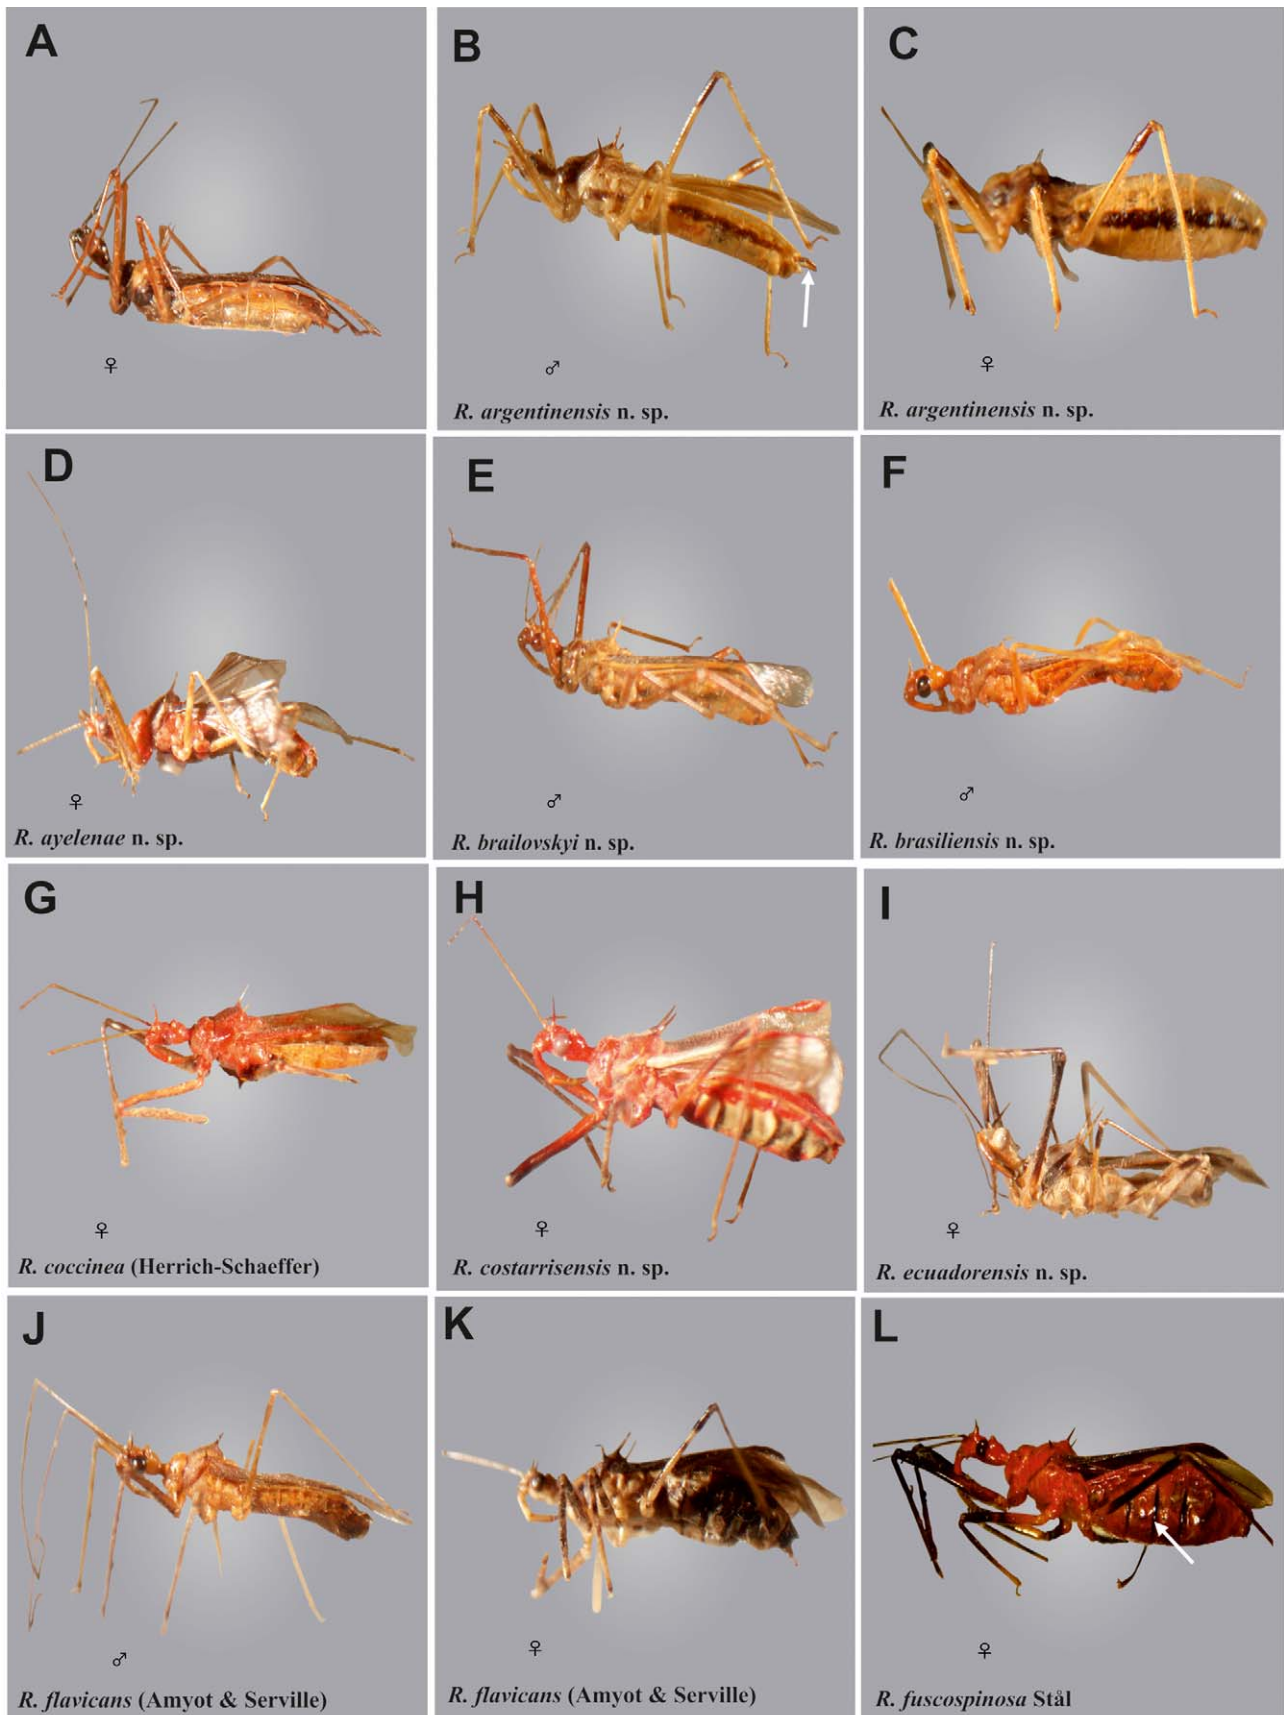 A
♀
B
♂
R. argentinensis n. sp.
C
♀
R. argentinensis n. sp.
D
♀
R. ayelenae n. sp.
E
♂
R. brailovskyi n. sp.
F
♂
R. brasiliensis n. sp.
G
♀
R. coccinea (Herrich-Schaeffer)
H
♀
R. costarrisensis n. sp.
I
♀
R. ecuadorensis n. sp.
J
♂
R. flavicans (Amyot & Serville)
K
♀
R. flavicans (Amyot & Serville)
L
♀
R. fuscospinosa Stål